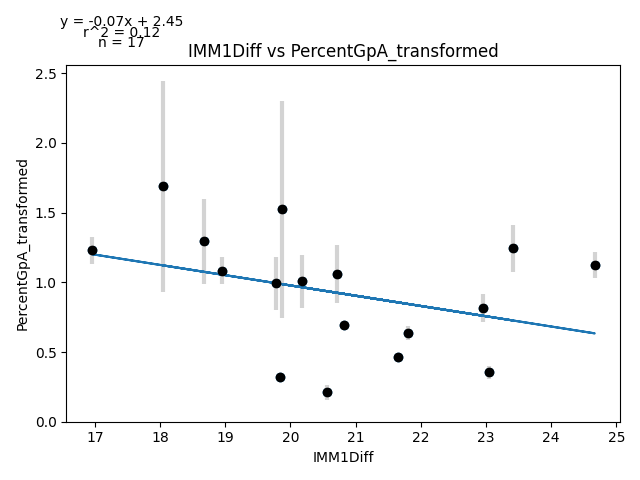 y = -0.07x + 2.45
r^2 = 0.12
n = 17
IMM1Diff vs PercentGpA_transformed
PercentGpA_transformed
2.5
2.0
1.5
1.0
0.5
0.0
17 18 19 20 21 22 23 24 25
IMM1Diff